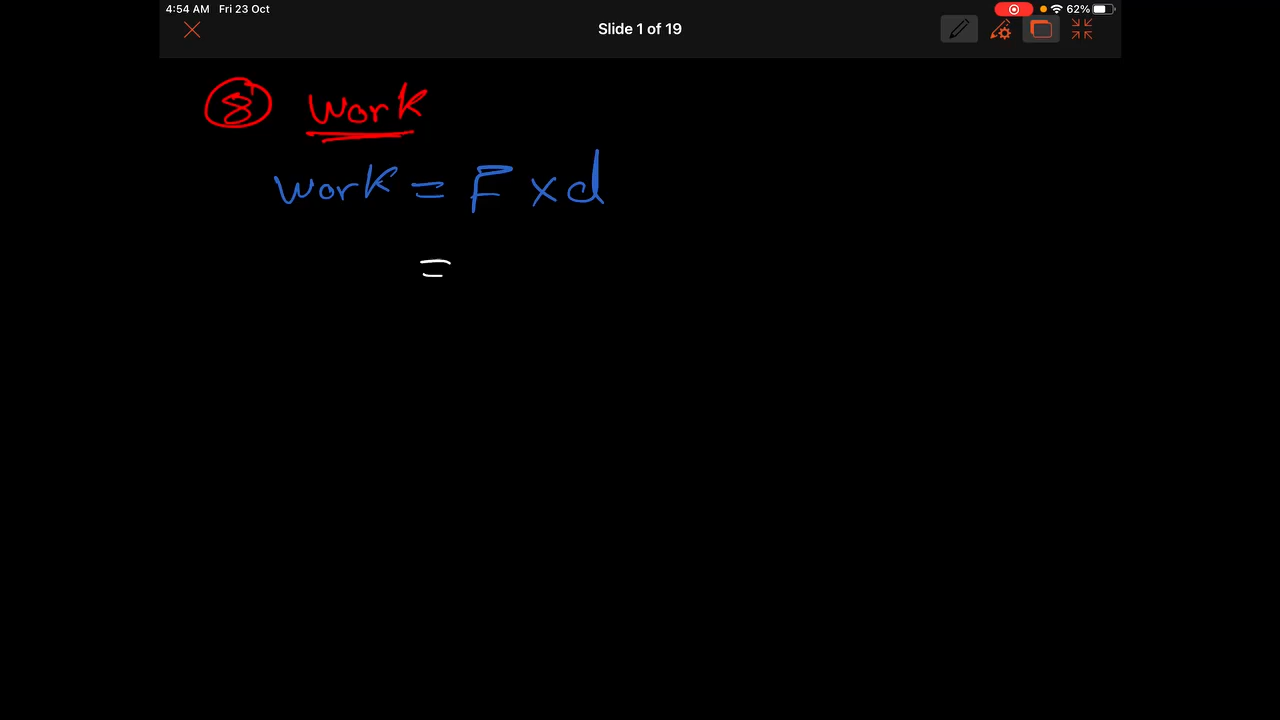 4:54 AM Fri 23 Oct 62%
Slide 1 of 19
8 Work
Work = F × d
=